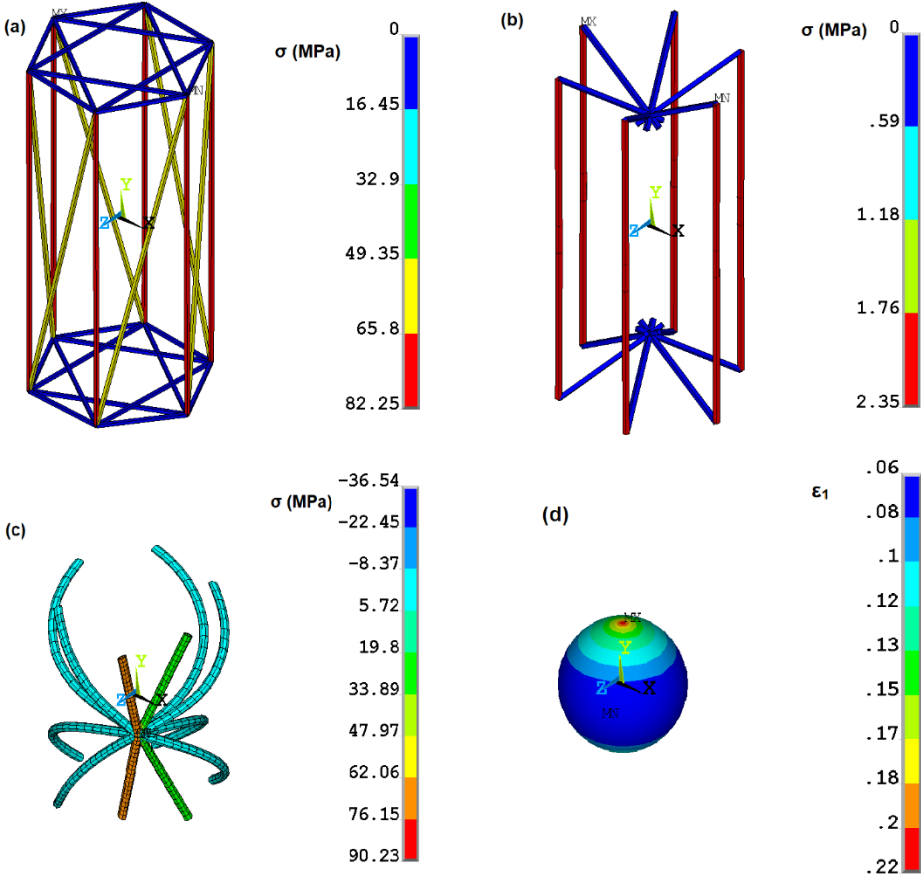 (a)
MX
MN
Y
Z
X
σ (MPa)
0
16.45
32.9
49.35
65.8
82.25
(b)
MX
MN
Y
Z
X
σ (MPa)
0
.59
1.18
1.76
2.35
(c)
Y
Z
X
σ (MPa)
-36.54
-22.45
-8.37
5.72
19.8
33.89
47.97
62.06
76.15
90.23
(d)
MX
Y
Z
X
MN
ε₁
.06
.08
.1
.12
.13
.15
.17
.18
.2
.22